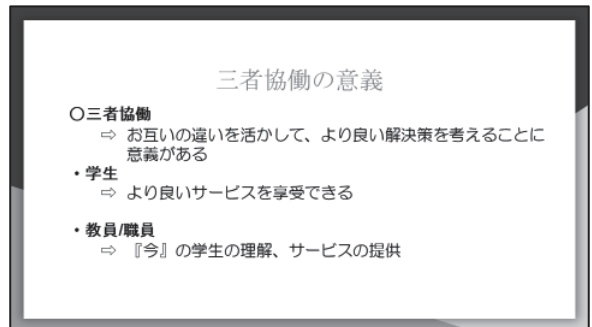 三者協働の意義
〇三者協働
⇨ お互いの違いを活かして、より良い解決策を考えることに
意義がある
・学生
⇨ より良いサービスを享受できる
・教員/職員
⇨ 『今』の学生の理解、サービスの提供